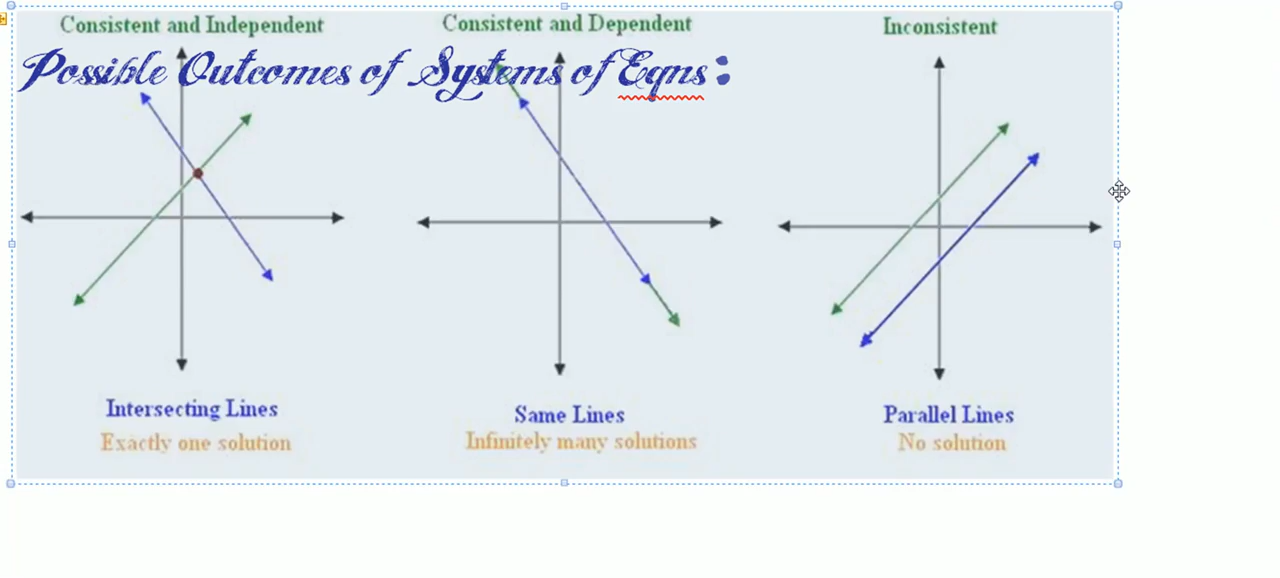 Consistent and Independent
Consistent and Dependent
Inconsistent
Possible Outcomes of Systems of Eqns:
Intersecting Lines
Exactly one solution
Same Lines
Infinitely many solutions
Parallel Lines
No solution